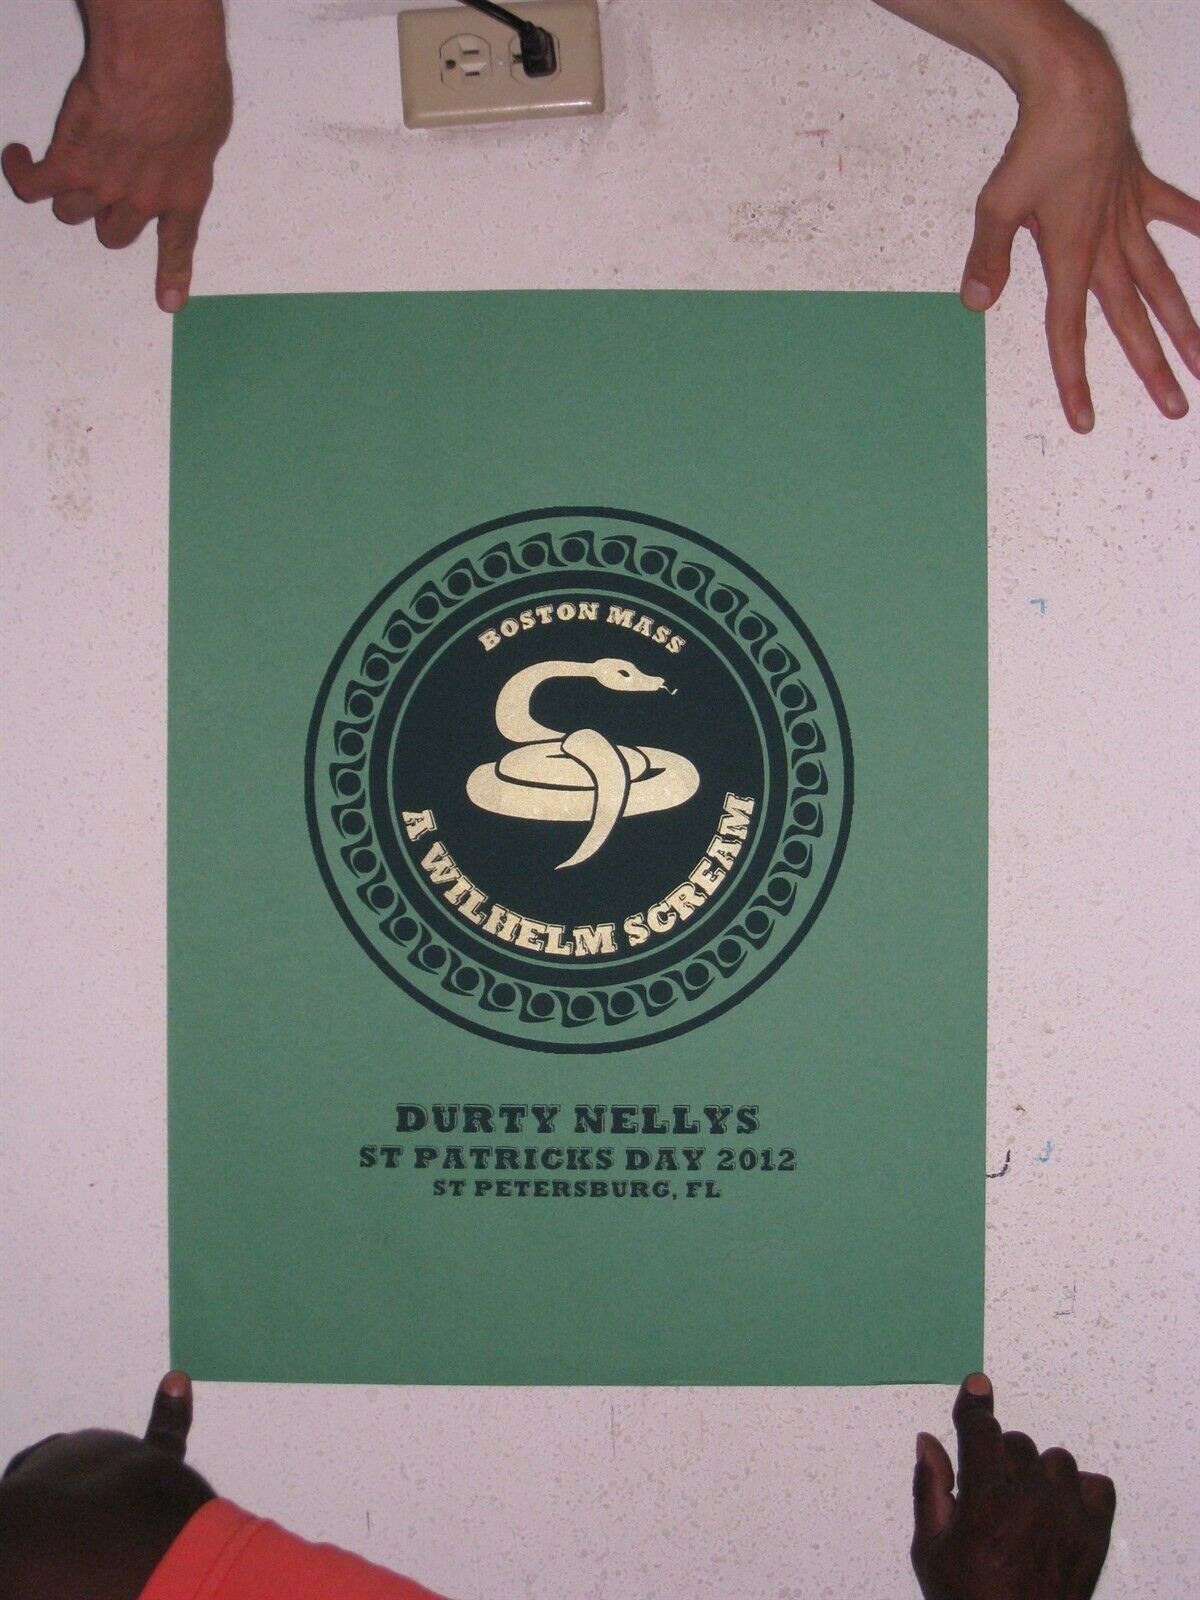 BOSTON MASS
A WILHELM SCREAM
DURTY NELLYS
ST PATRICKS DAY 2012
ST PETERSBURG, FL